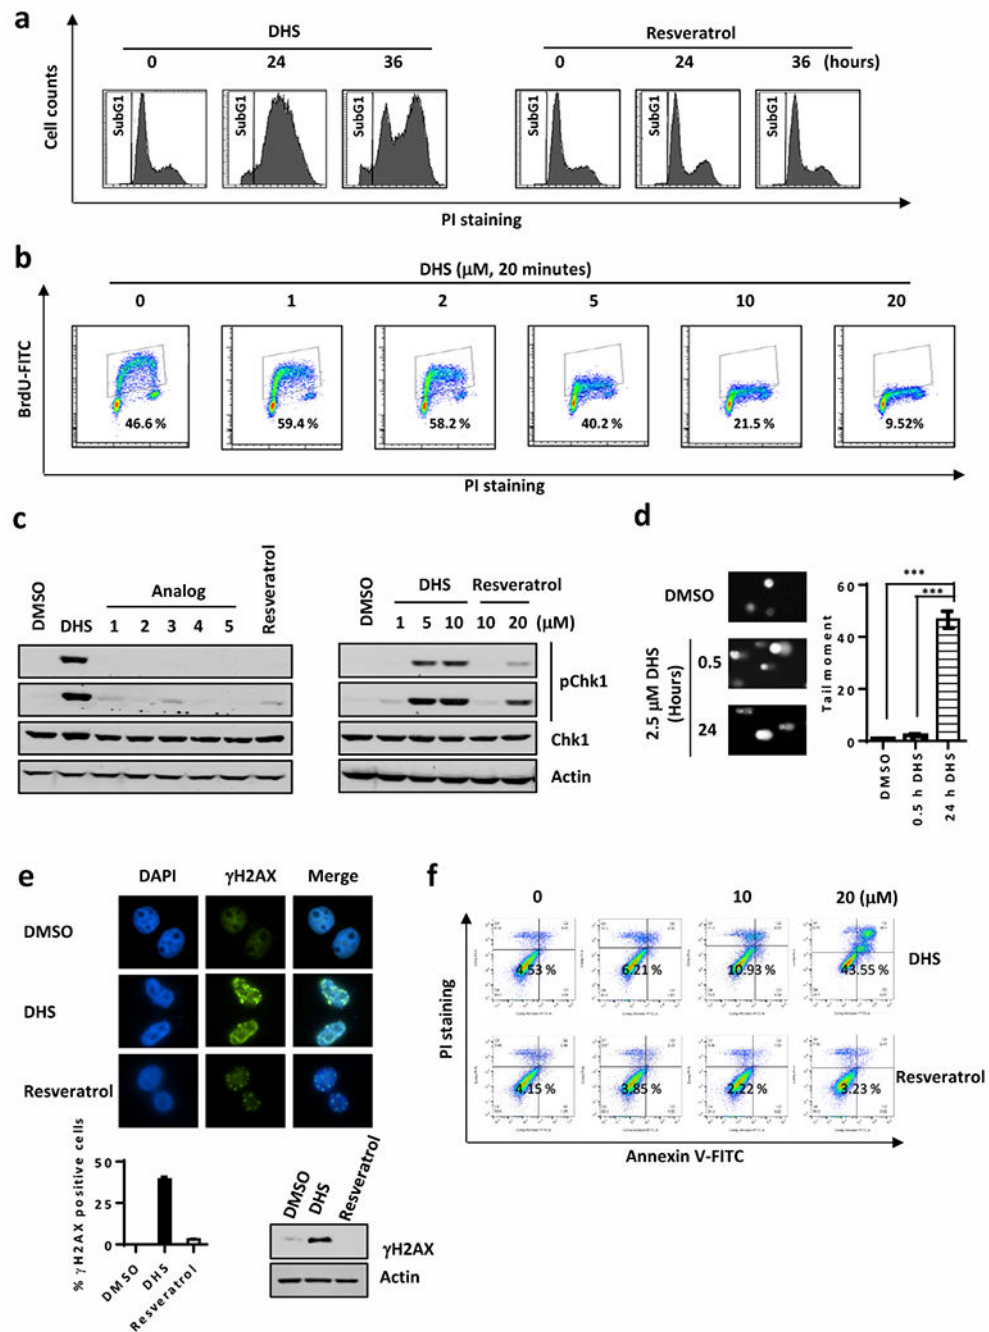 a
DHS
Resveratrol
0
24
36
0
24
36 (hours)
Cell counts
SubG1
SubG1
SubG1
SubG1
SubG1
SubG1
PI staining
b
DHS (μM, 20 minutes)
0
1
2
5
10
20
BrdU-FITC
46.6 %
59.4 %
58.2 %
40.2 %
21.5 %
9.52%
PI staining
c
DMSO
DHS
Analog
1
2
3
4
5
Resveratrol
DMSO
DHS
Resveratrol
1
5
10
10
20
(μM)
pChk1
Chk1
Actin
d
DMSO
2.5 μM DHS
(Hours)
0.5
24
***
***
60
40
20
0
Tail moment
DMSO
0.5 h DHS
24 h DHS
e
DAPI
γH2AX
Merge
DMSO
DHS
Resveratrol
50
25
0
% γH2AX positive cells
DMSO
DHS
Resveratrol
DMSO
DHS
Resveratrol
γH2AX
Actin
f
0
10
20 (μM)
PI staining
4.53 %
6.21 %
10.93 %
43.55 %
DHS
4.15 %
3.85 %
2.22 %
3.23 %
Resveratrol
Annexin V-FITC